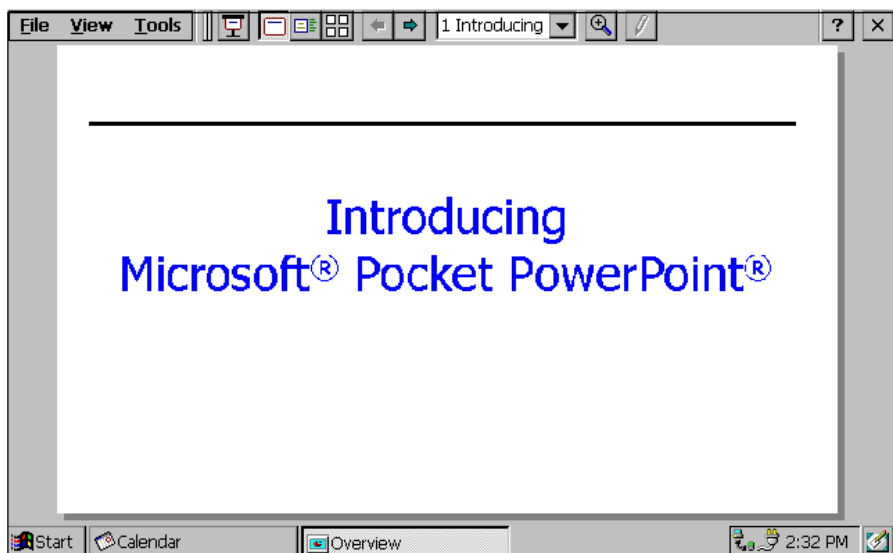 File View Tools 1 Introducing ?
Introducing
Microsoft® Pocket PowerPoint®
Start Calendar Overview 2:32 PM